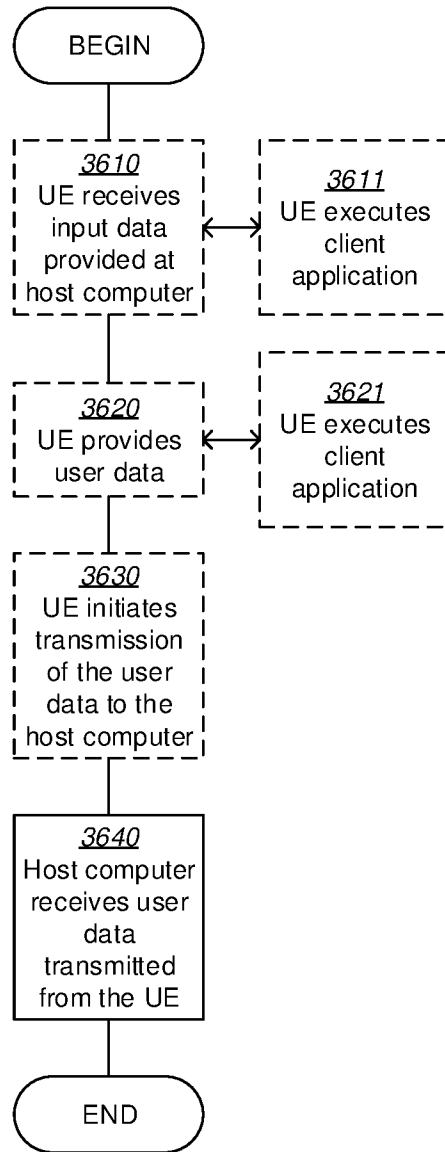 BEGIN
3610
UE receives
input data
provided at
host computer
3611
UE executes
client
application
3620
UE provides
user data
3621
UE executes
client
application
3630
UE initiates
transmission
of the user
data to the
host computer
3640
Host computer
receives user
data
transmitted
from the UE
END